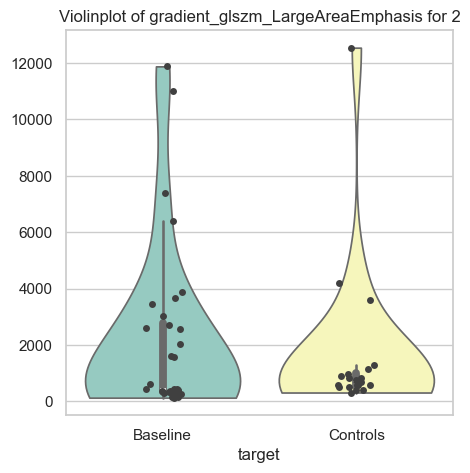 Violinplot of gradient_glszm_LargeAreaEmphasis for 2
12000
10000
8000
6000
4000
2000
0
Baseline Controls
target